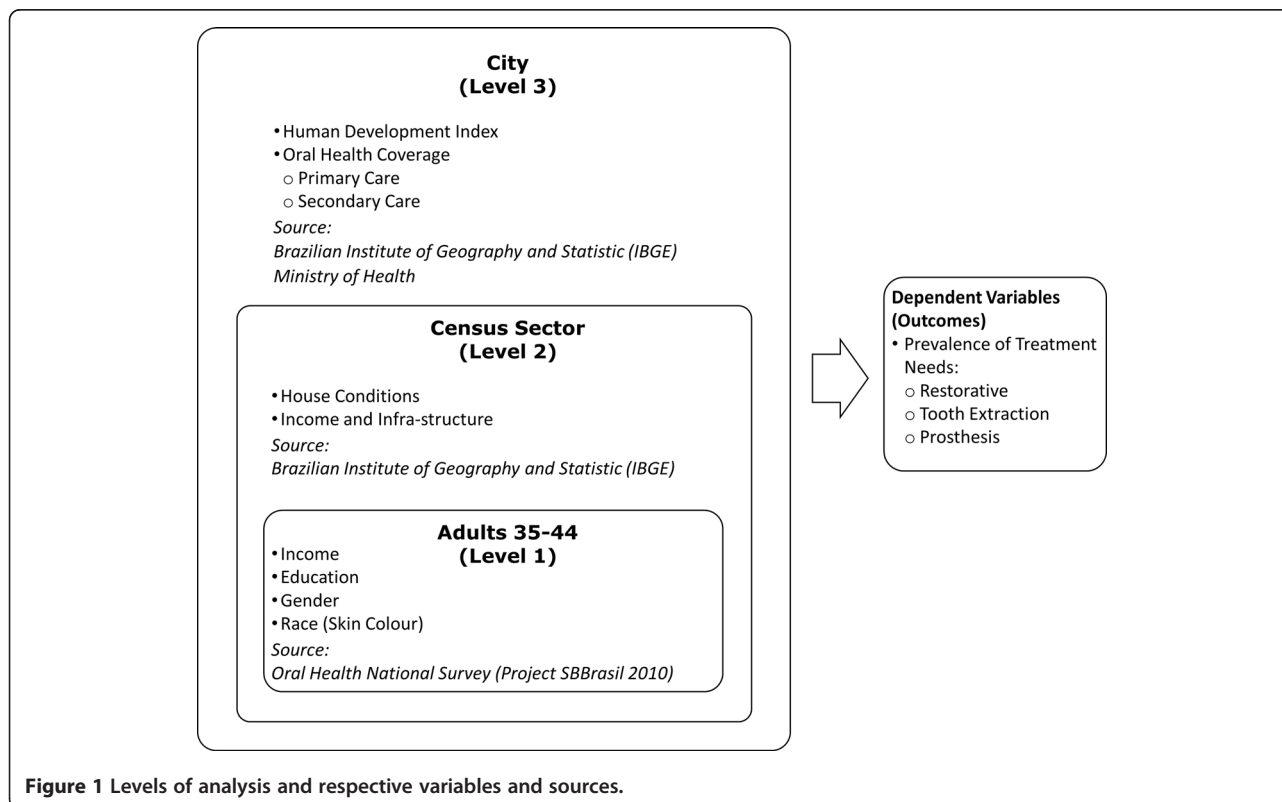 City
(Level 3)
• Human Development Index
• Oral Health Coverage
o Primary Care
o Secondary Care
Source:
Brazilian Institute of Geography and Statistic (IBGE)
Ministry of Health
Census Sector
(Level 2)
• House Conditions
• Income and Infra-structure
Source:
Brazilian Institute of Geography and Statistic (IBGE)
Adults 35-44
(Level 1)
• Income
• Education
• Gender
• Race (Skin Colour)
Source:
Oral Health National Survey (Project SBBrasil 2010)
Dependent Variables
(Outcomes)
• Prevalence of Treatment
Needs:
o Restorative
o Tooth Extraction
o Prosthesis
Figure 1 Levels of analysis and respective variables and sources.